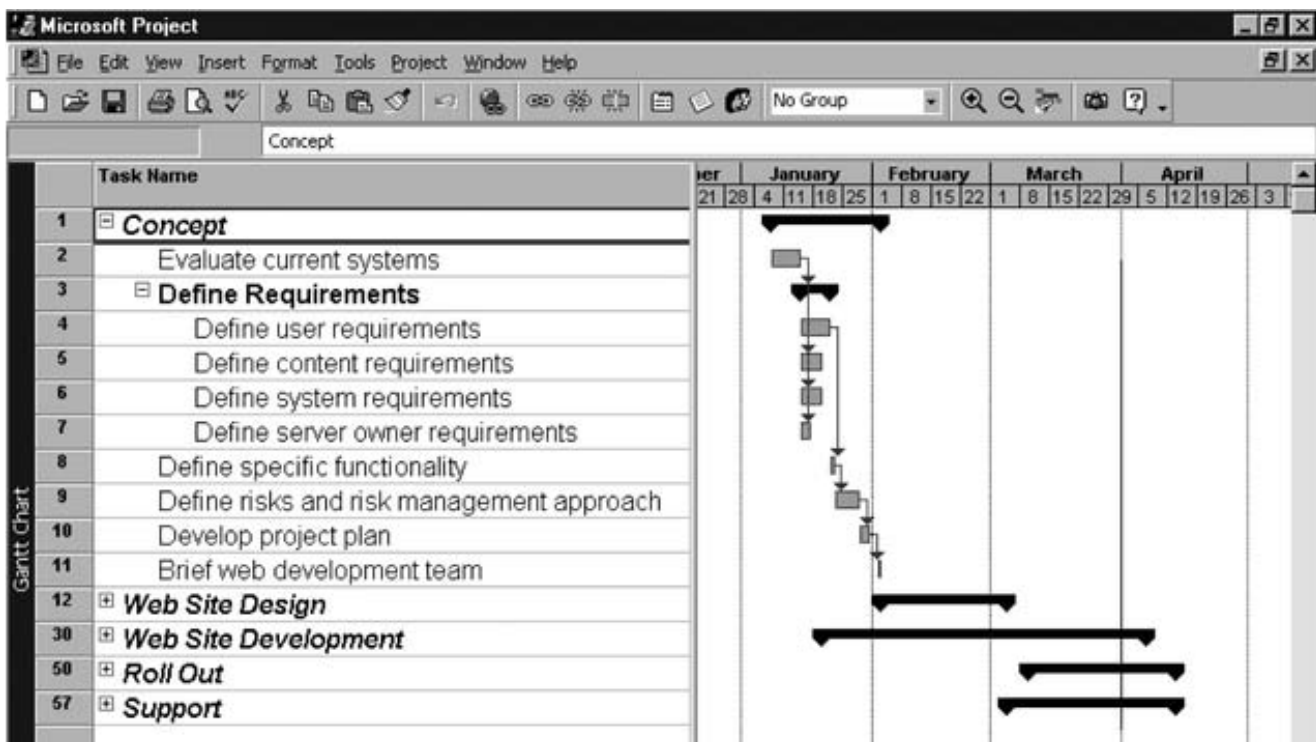 Microsoft Project
File Edit View Insert Format Tools Project Window Help
ABC No Group ?
Concept
Task Name
ber January February March April
21 28 4 11 18 25 1 8 15 22 1 8 15 22 29 5 12 19 26 3
1 Concept
2 Evaluate current systems
3 Define Requirements
4 Define user requirements
5 Define content requirements
6 Define system requirements
7 Define server owner requirements
8 Define specific functionality
9 Define risks and risk management approach
10 Develop project plan
11 Brief web development team
12 Web Site Design
30 Web Site Development
50 Roll Out
57 Support
Gantt Chart